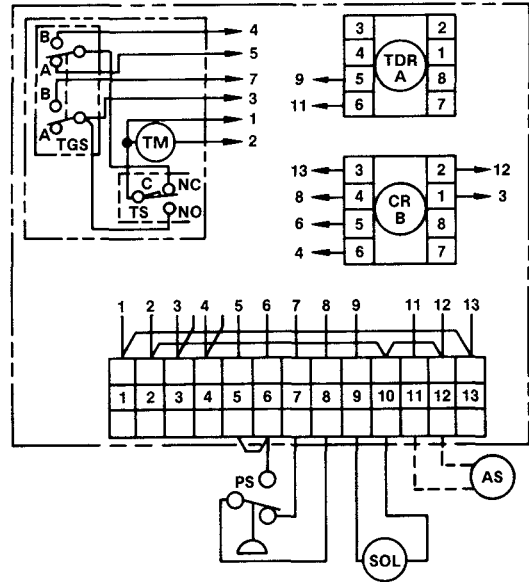 B 4
A 5
B 7
A TGS 3
1
TM 2
C NC
TS NO
3 2
4 TDR A 1
9 5 8
11 6 7
13 3 2 12
8 4 CR B 1 3
6 5 8
4 6 7
1 2 3 4 5 6 7 8 9 11 12 13
1 2 3 4 5 6 7 8 9 10 11 12 13
PS
AS
SOL